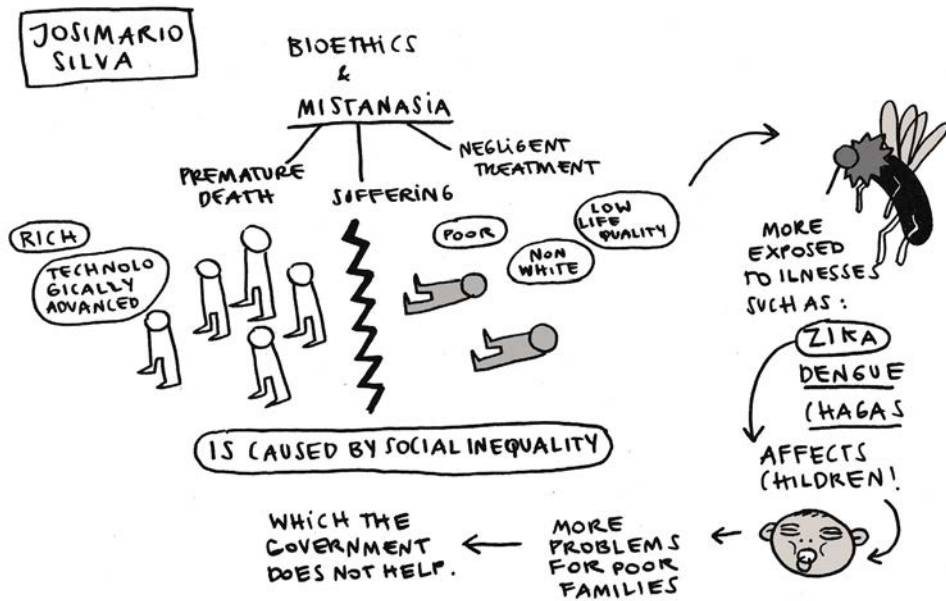 JOSIMARIO
SILVA
BIOETHICS
&
MISTANASIA
PREMATURE
DEATH
SUFFERING
NEGLIGENT
TREATMENT
RICH
TECHNOLO
GICALLY
ADVANCED
POOR
NON
WHITE
LOW
LIFE
QUALITY
IS CAUSED BY SOCIAL INEQUALITY
MORE
EXPOSED
TO ILNESSES
SUCH AS:
ZIKA
DENGUE
CHAGAS
AFFECTS
CHILDREN!
MORE
PROBLEMS
FOR POOR
FAMILIES
WHICH THE
GOVERNMENT
DOES NOT HELP.